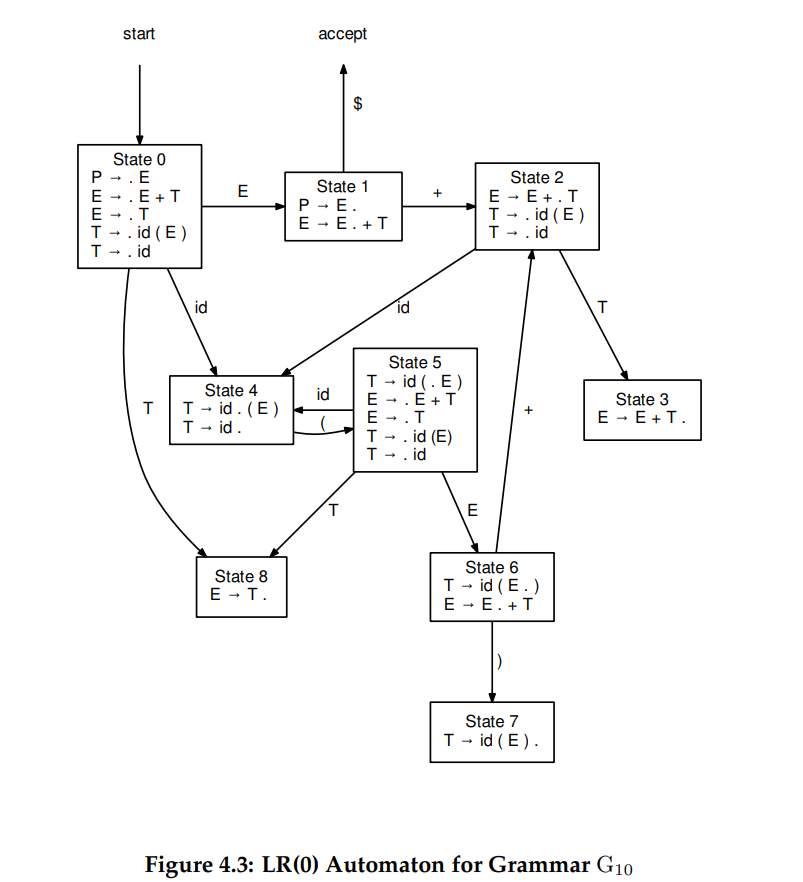 start
accept
$
State 0
P → . E
E → . E + T
E → . T
T → . id ( E )
T → . id
E
State 1
P → E .
E → E . + T
+
State 2
E → E + . T
T → . id ( E )
T → . id
id
id
T
T
State 4
T → id . ( E )
T → id .
id
(
State 5
T → id ( . E )
E → . E + T
E → . T
T → . id (E)
T → . id
+
State 3
E → E + T .
T
E
State 8
E → T .
State 6
T → id ( E . )
E → E . + T
)
State 7
T → id ( E ) .
Figure 4.3: LR(0) Automaton for Grammar G₁₀